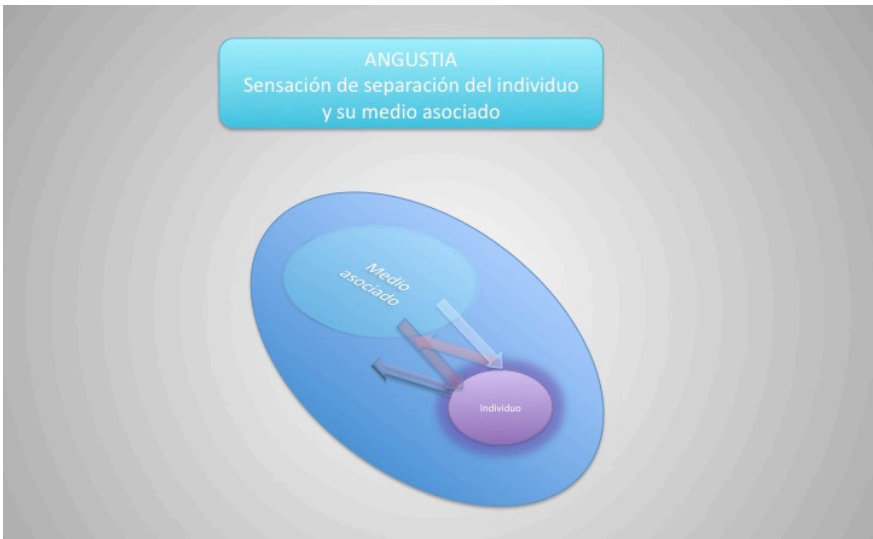 ANGUSTIA
Sensación de separación del individuo
y su medio asociado
Medio
asociado
Individuo